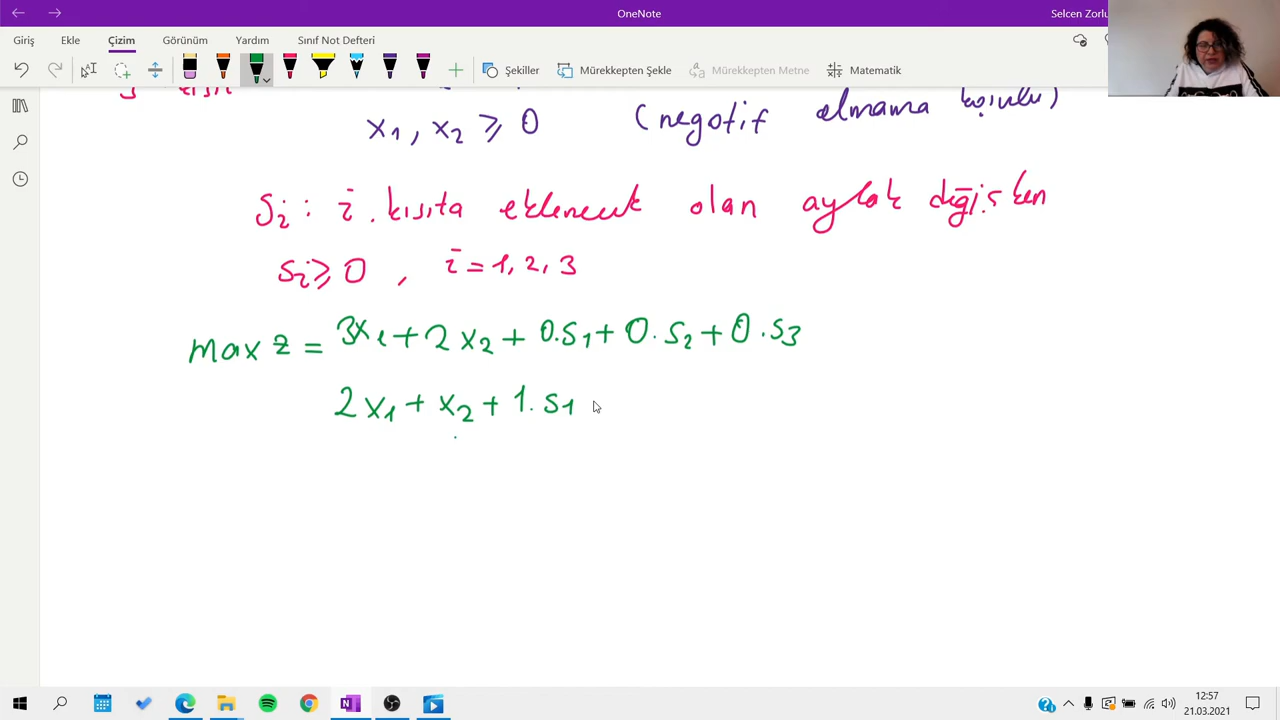 OneNote
Selcen Zorlu
Giriş Ekle Çizim Görünüm Yardım Sınıf Not Defteri
Şekiller Mürekkepten Şekle Mürekkepten Metne Matematik
x1, x2 ⩾ 0 (negatif olmama koşulu)
Si : i. kısıta eklenecek olan aylak değişken
Si ⩾ 0 , i = 1, 2, 3
max z = 3x1 + 2x2 + 0.S1 + 0.S2 + 0.S3
2x1 + x2 + 1.S1
12:57
21.03.2021